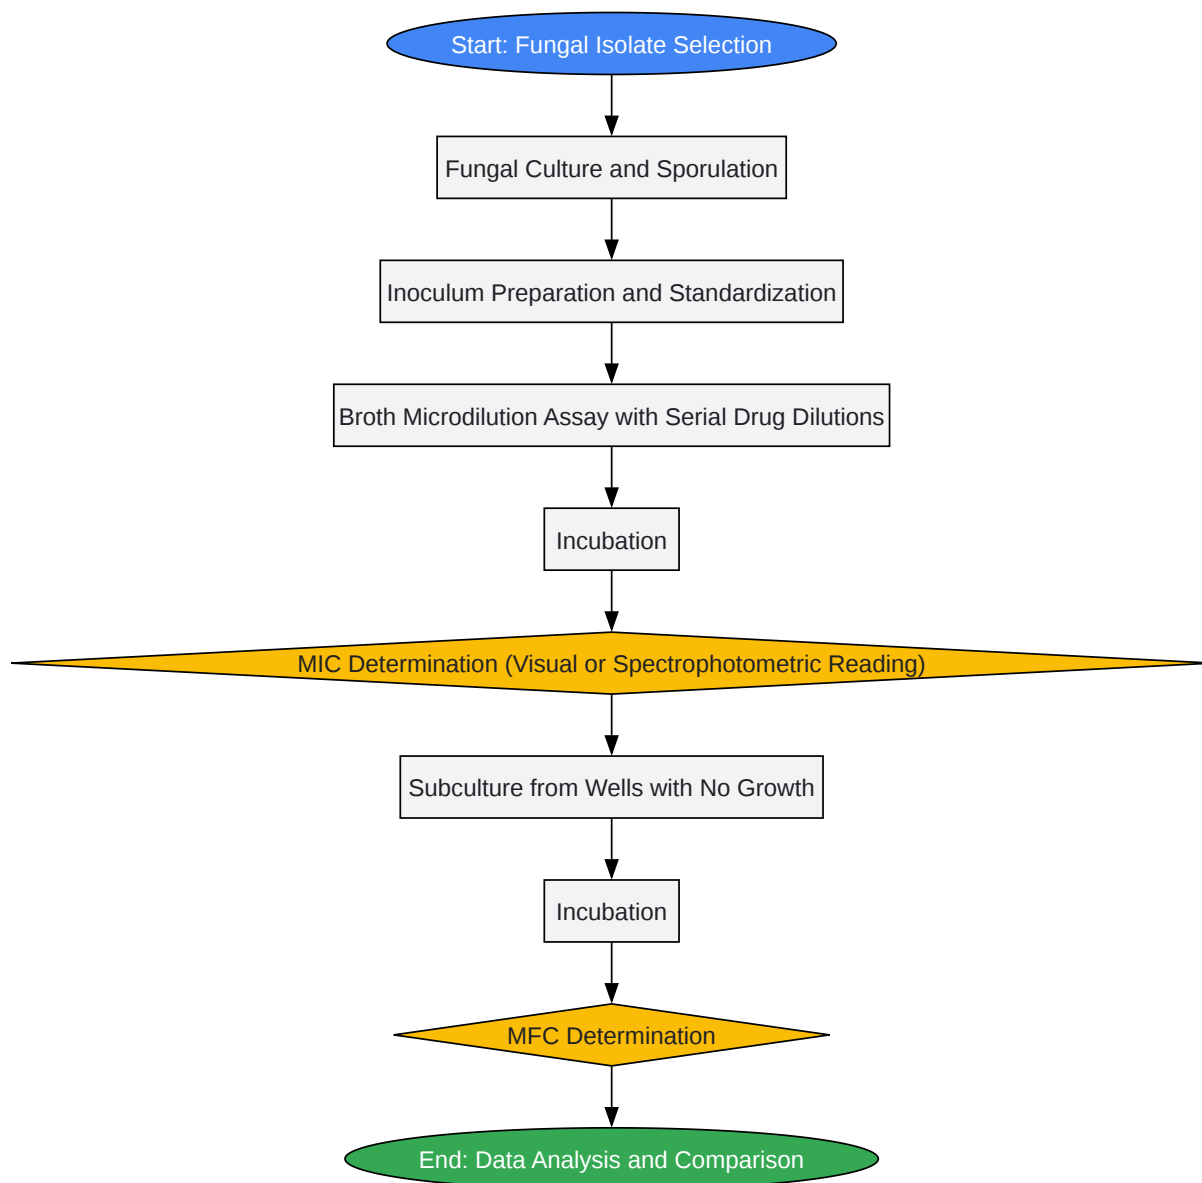 Start: Fungal Isolate Selection
Fungal Culture and Sporulation
Inoculum Preparation and Standardization
Broth Microdilution Assay with Serial Drug Dilutions
Incubation
MIC Determination (Visual or Spectrophotometric Reading)
Subculture from Wells with No Growth
Incubation
MFC Determination
End: Data Analysis and Comparison